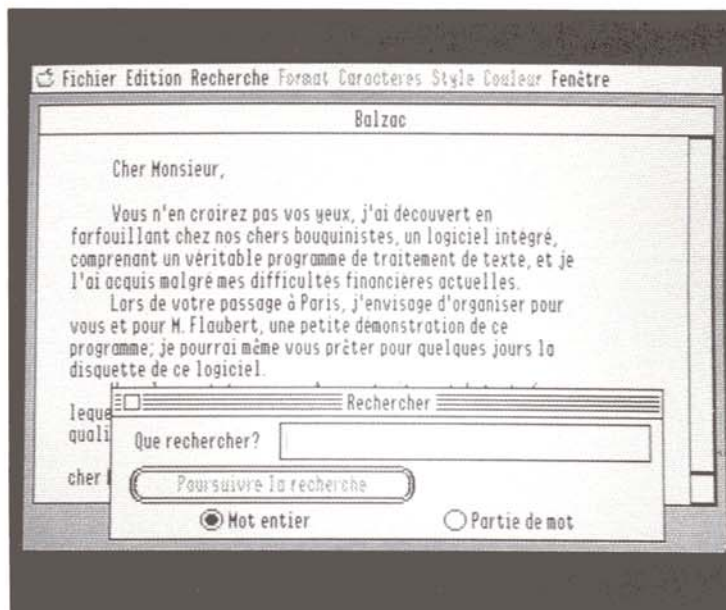 Fichier Edition Recherche Format Caracteres Style Couleur Fenêtre
Balzac
Cher Monsieur,
Vous n'en croirez pas vos yeux, j'ai découvert en
farfouillant chez nos chers bouquinistes, un logiciel intégré,
comprenant un véritable programme de traitement de texte, et je
l'ai acquis malgré mes difficultés financières actuelles.
Lors de votre passage à Paris, j'envisage d'organiser pour
vous et pour M. Flaubert, une petite démonstration de ce
programme; je pourrai même vous prêter pour quelques jours la
disquette de ce logiciel.
leque
quali
cher
Rechercher
Que rechercher?
Poursuivre la recherche
Mot entier
Partie de mot